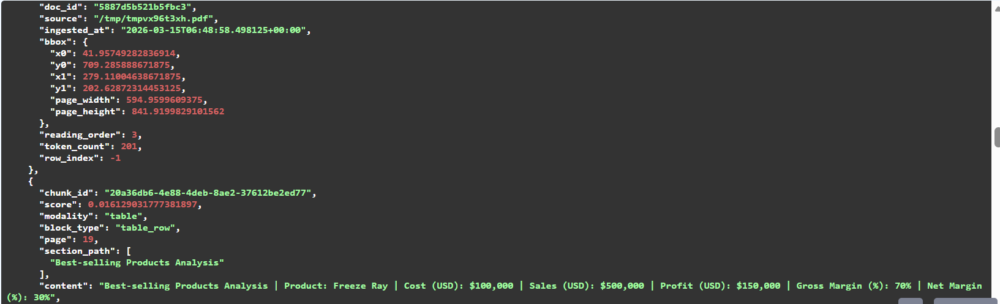 "doc_id": "5887d5b521b5fbc3",
"source": "/tmp/tmpvx96t3xh.pdf",
"ingested_at": "2026-03-15T06:48:58.498125+00:00",
"bbox": {
"x0": 41.95749282836914,
"y0": 709.285888671875,
"x1": 279.11004638671875,
"y1": 202.62872314453125,
"page_width": 594.9599609375,
"page_height": 841.9199829101562
},
"reading_order": 3,
"token_count": 201,
"row_index": -1
},
{
"chunk_id": "20a36db6-4e88-4deb-8ae2-37612be2ed77",
"score": 0.016129031777381897,
"modality": "table",
"block_type": "table_row",
"page": 19,
"section_path": [
"Best-selling Products Analysis"
],
"content": "Best-selling Products Analysis | Product: Freeze Ray | Cost (USD): $100,000 | Sales (USD): $500,000 | Profit (USD): $150,000 | Gross Margin (%): 70% | Net Margin
(%): 30%",